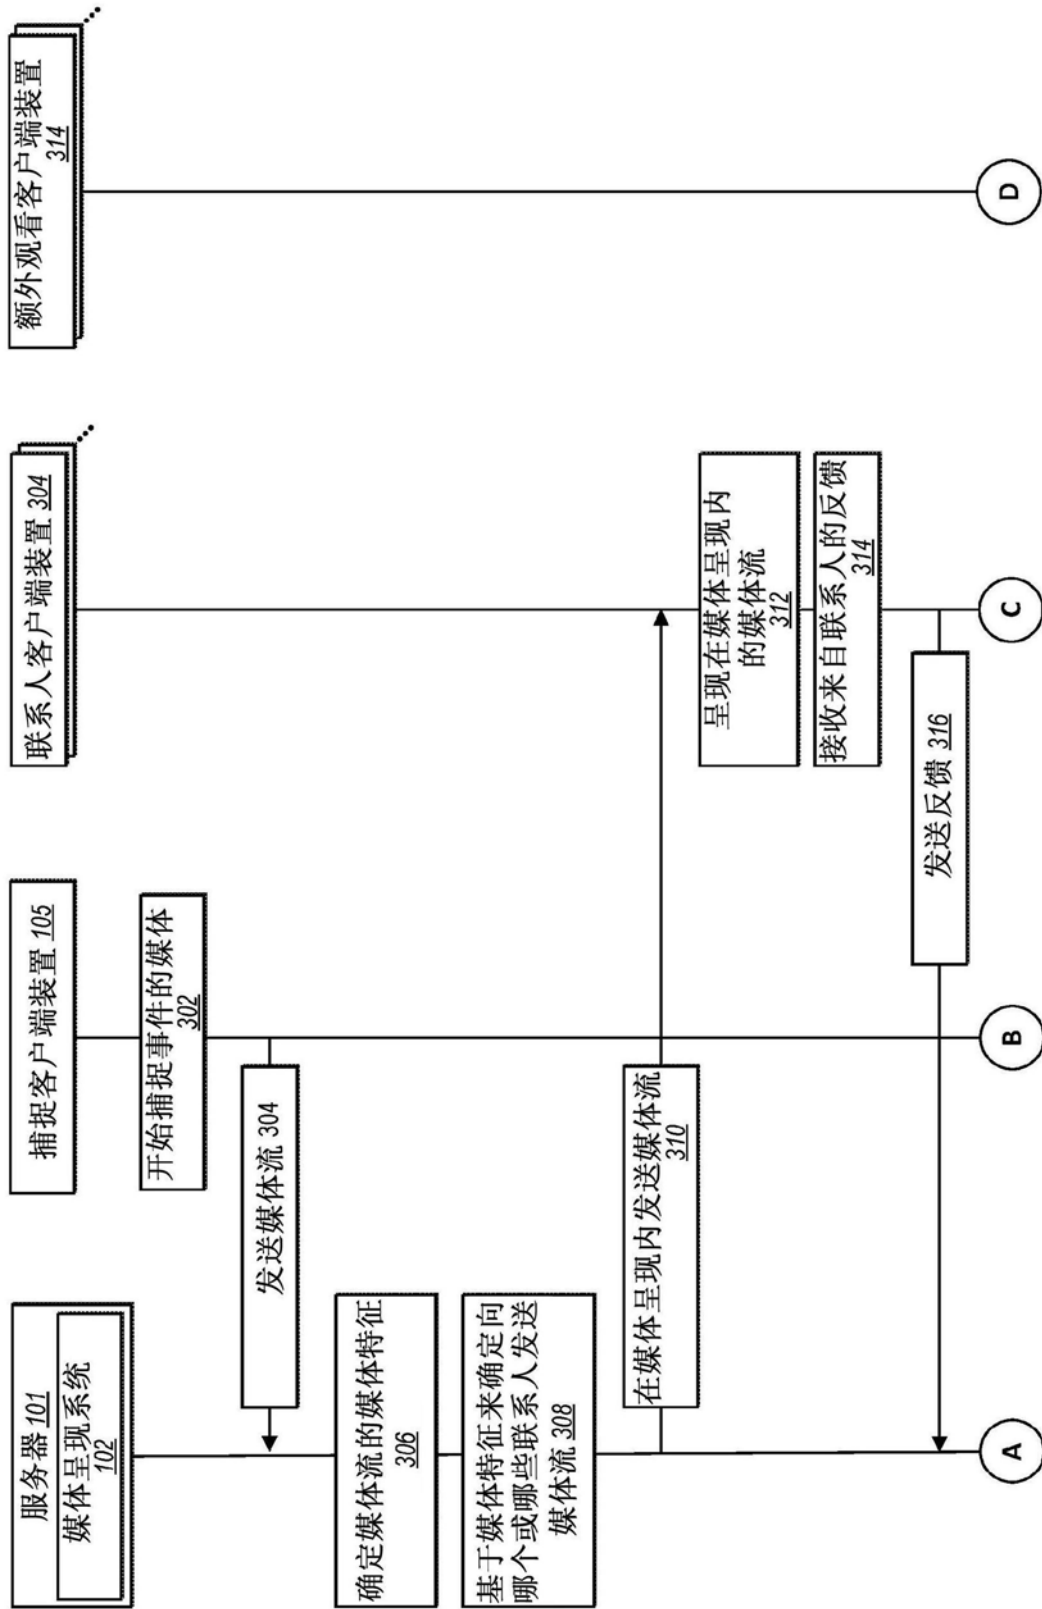 服务器 101
媒体呈现系统
102
捕捉客户端装置 105
联系人客户端装置 304
额外观看客户端装置
314
开始捕捉事件的媒体
302
发送媒体流 304
确定媒体流的媒体特征
306
基于媒体特征来确定向
哪个或哪些联系人发送
媒体流 308
在媒体呈现内发送媒体流
310
呈现在媒体呈现内
的媒体流
312
接收来自联系人的反馈
314
发送反馈 316
A
B
C
D